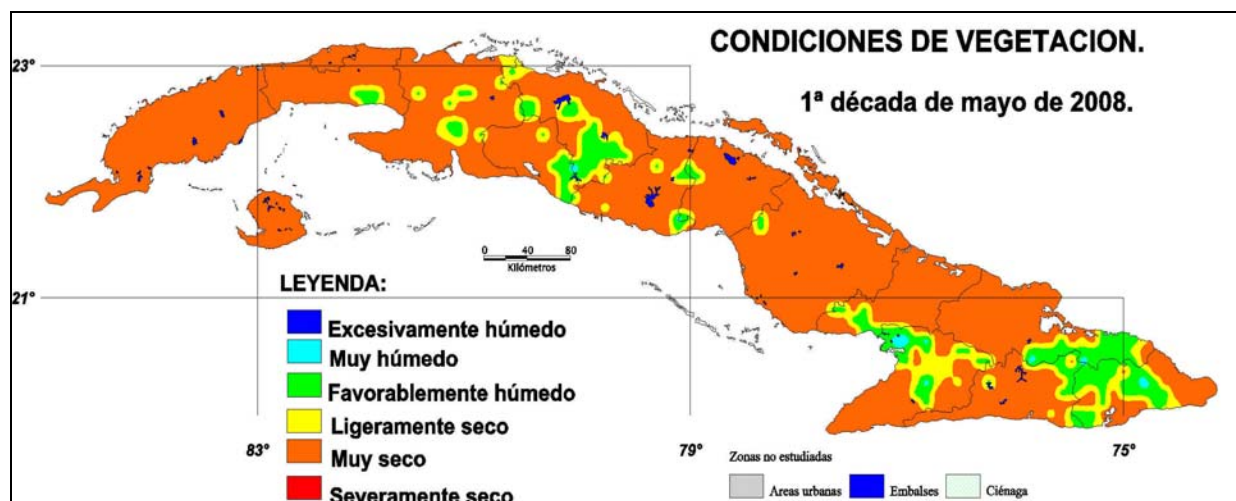 CONDICIONES DE VEGETACION.
1ª década de mayo de 2008.
23°
21°
0 40 80
Kilómetros
LEYENDA:
Excesivamente húmedo
Muy húmedo
Favorablemente húmedo
Ligeramente seco
Muy seco
Severamente seco
83°
79°
75°
Zonas no estudiadas
Areas urbanas
Embalses
Ciénaga